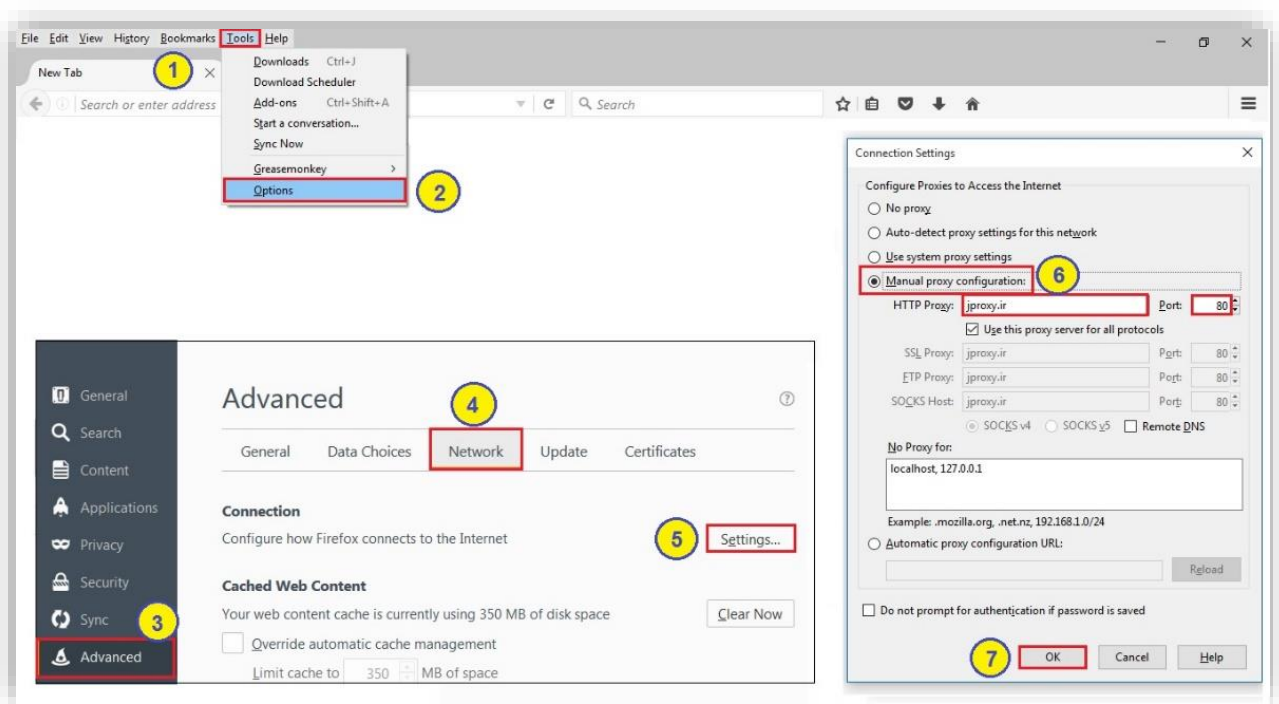 File Edit View History Bookmarks Tools Help
New Tab
1
Downloads Ctrl+J
Download Scheduler
Add-ons Ctrl+Shift+A
Start a conversation...
Sync Now
Greasemonkey
Options
2
Search or enter address
Search
General
Search
Content
Applications
Privacy
Security
Sync
3
Advanced
Advanced
4
General Data Choices Network Update Certificates
Connection
Configure how Firefox connects to the Internet
5
Settings...
Cached Web Content
Your web content cache is currently using 350 MB of disk space
Clear Now
Override automatic cache management
Limit cache to 350 MB of space
Connection Settings
Configure Proxies to Access the Internet
No proxy
Auto-detect proxy settings for this network
Use system proxy settings
Manual proxy configuration:
6
HTTP Proxy: jproxy.ir Port: 80
Use this proxy server for all protocols
SSL Proxy: jproxy.ir Port: 80
FTP Proxy: jproxy.ir Port: 80
SOCKS Host: jproxy.ir Port: 80
SOCKS v4 SOCKS v5 Remote DNS
No Proxy for:
localhost, 127.0.0.1
Example: .mozilla.org, .net.nz, 192.168.1.0/24
Automatic proxy configuration URL:
Reload
Do not prompt for authentication if password is saved
7
OK Cancel Help